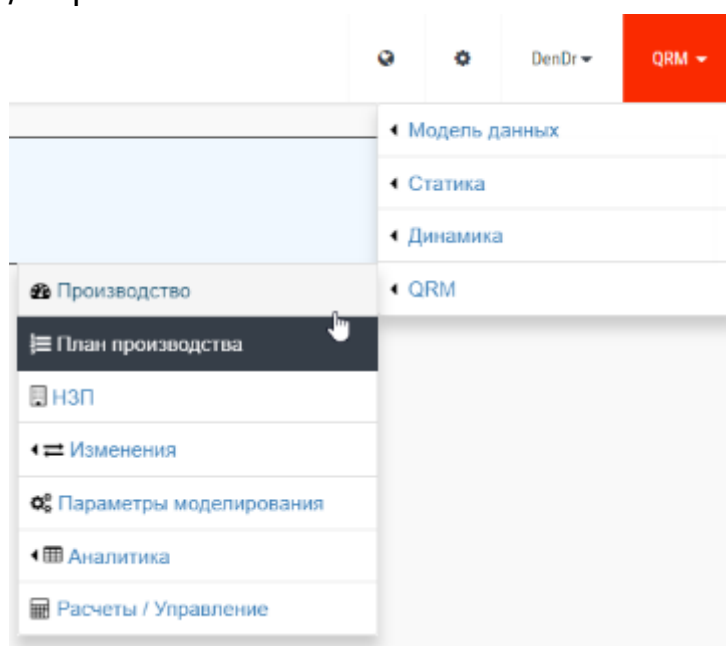 DenDr
QRM
Модель данных
Статика
Динамика
QRM
Производство
План производства
НЗП
Изменения
Параметры моделирования
Аналитика
Расчеты / Управление